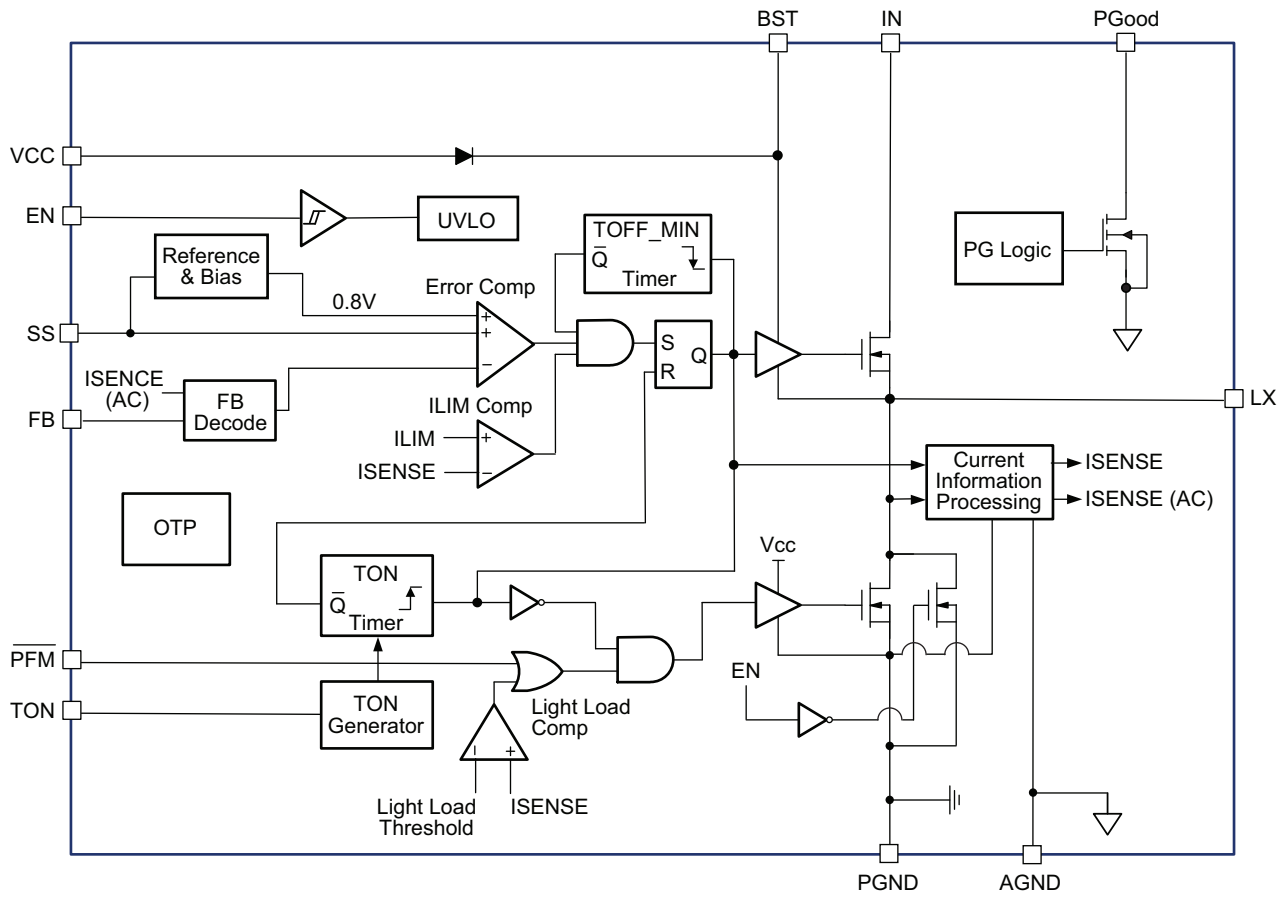 BST
IN
PGood
VCC
EN
UVLO
TOFF_MIN
Q
Timer
Reference
& Bias
PG Logic
Error Comp
0.8V
+
+
−
SS
S
R
Q
ISENCE
(AC)
FB
FB
Decode
LX
ILIM Comp
ILIM
+
ISENSE
−
Current
Information
Processing
ISENSE
ISENSE (AC)
OTP
Vcc
TON
Q
Timer
PFM
TON
TON
Generator
Light Load
Comp
EN
−
+
Light Load
Threshold
ISENSE
PGND
AGND